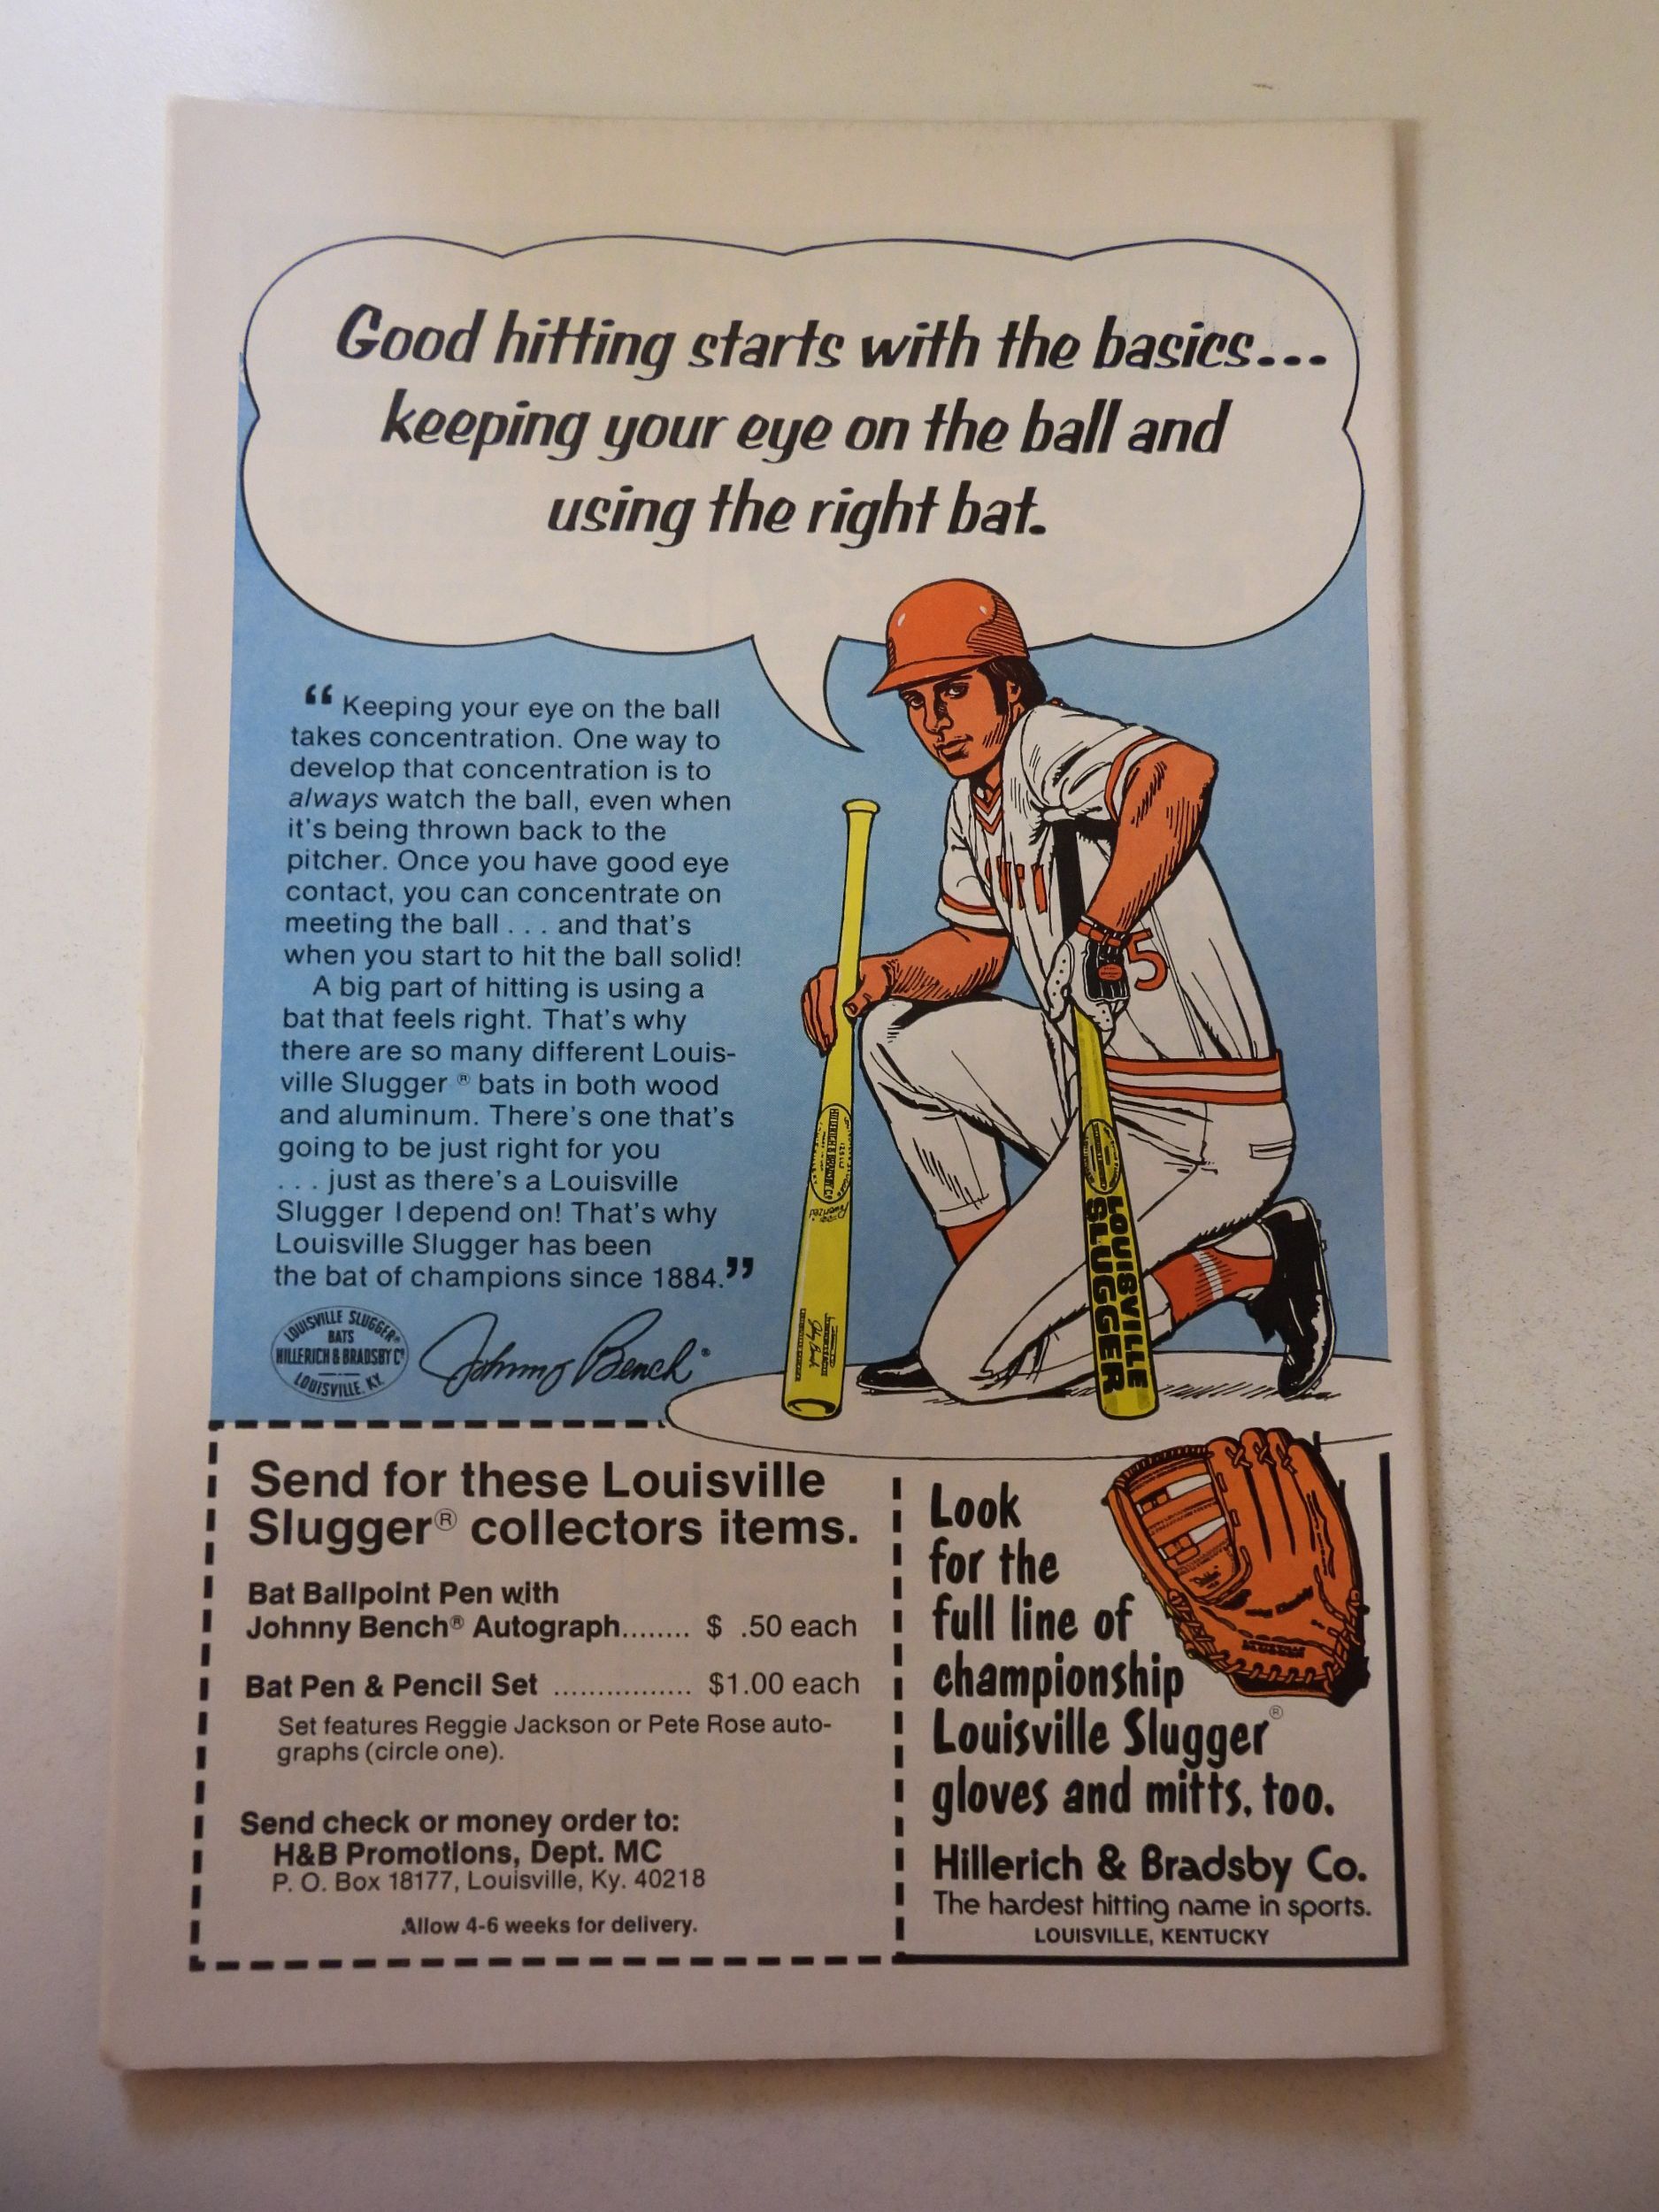 Good hitting starts with the basics...
keeping your eye on the ball and
using the right bat.
“ Keeping your eye on the ball
takes concentration. One way to
develop that concentration is to
always watch the ball, even when
it's being thrown back to the
pitcher. Once you have good eye
contact, you can concentrate on
meeting the ball . . . and that's
when you start to hit the ball solid!
A big part of hitting is using a
bat that feels right. That's why
there are so many different Louis-
ville Slugger ® bats in both wood
and aluminum. There's one that's
going to be just right for you
. . . just as there's a Louisville
Slugger I depend on! That's why
Louisville Slugger has been
the bat of champions since 1884.”
LOUISVILLE SLUGGER®
BATS
HILLERICH & BRADSBY Cº
LOUISVILLE, KY.
Johnny Bench
5
HILLERICH & BRADSBY Cº
LOUISVILLE
SLUGGER
Send for these Louisville
Slugger® collectors items.
Bat Ballpoint Pen with
Johnny Bench® Autograph........ $ .50 each
Bat Pen & Pencil Set ................ $1.00 each
Set features Reggie Jackson or Pete Rose auto-
graphs (circle one).
Send check or money order to:
H&B Promotions, Dept. MC
P. O. Box 18177, Louisville, Ky. 40218
Allow 4-6 weeks for delivery.
Look
for the
full line of
championship
Louisville Slugger®
gloves and mitts, too.
Hillerich & Bradsby Co.
The hardest hitting name in sports.
LOUISVILLE, KENTUCKY